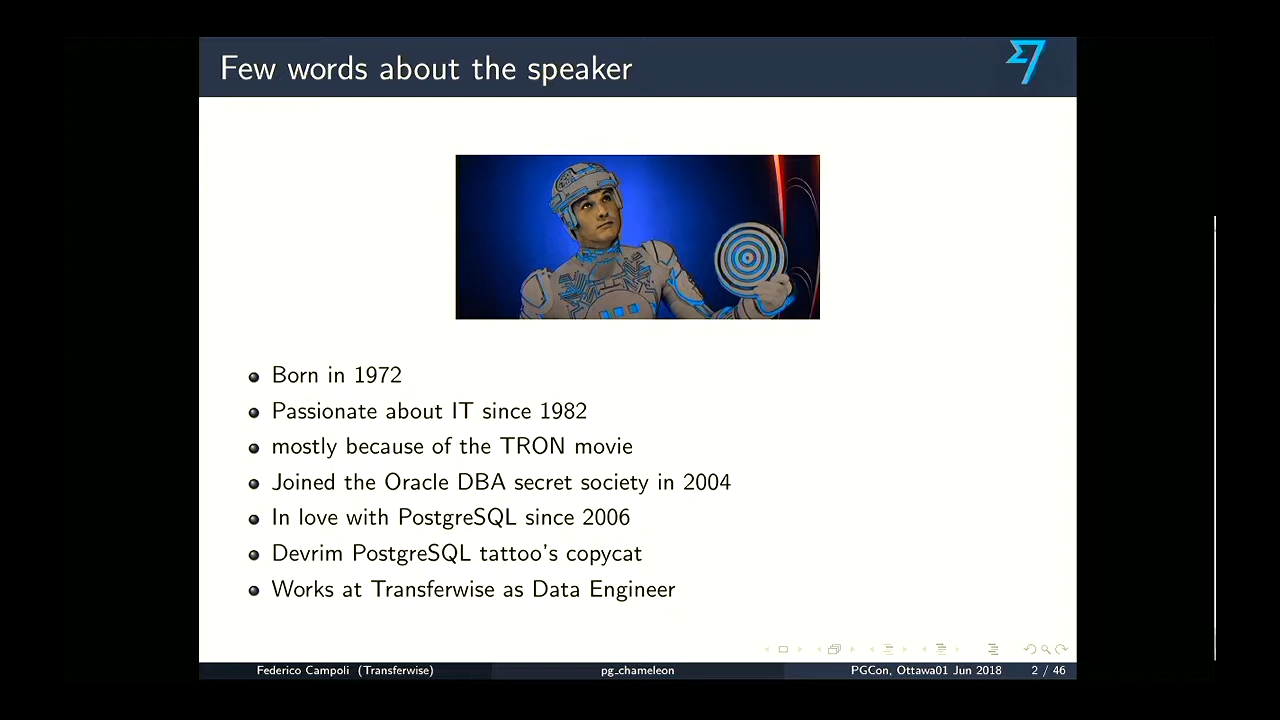 Few words about the speaker
Born in 1972
Passionate about IT since 1982
mostly because of the TRON movie
Joined the Oracle DBA secret society in 2004
In love with PostgreSQL since 2006
Devrim PostgreSQL tattoo's copycat
Works at Transferwise as Data Engineer
Federico Campoli (Transferwise) pg_chameleon PGCon, Ottawa01 Jun 2018 2 / 46